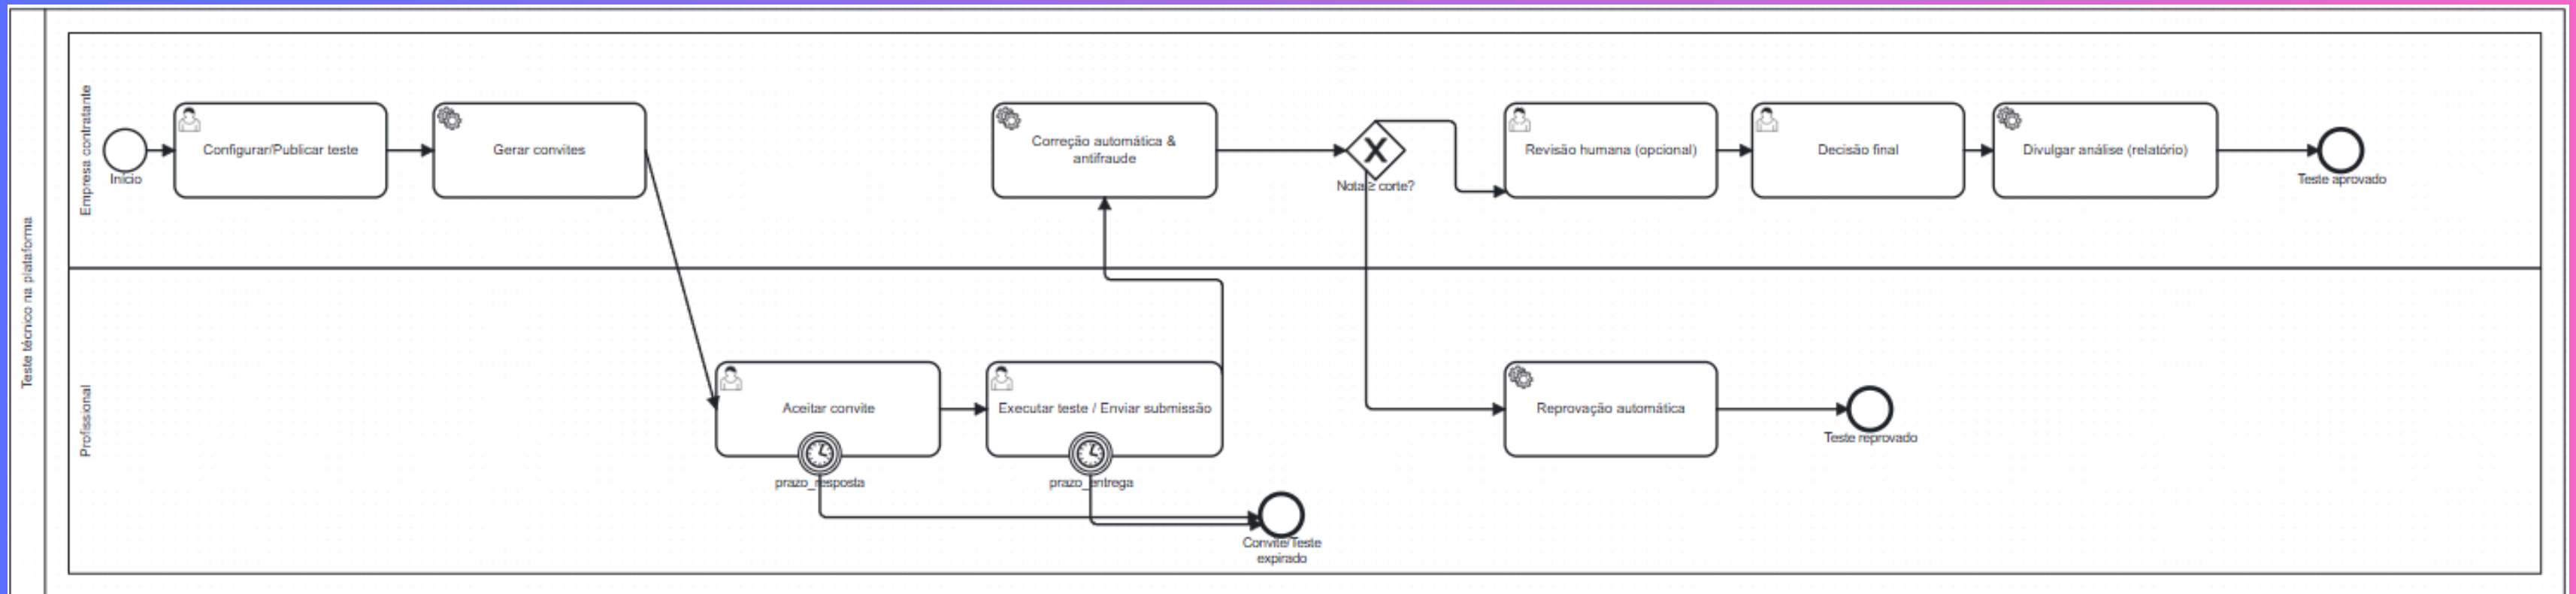 Teste técnico na plataforma
Empresa contratante
Início
Configurar/Publicar teste
Gerar convites
Correção automática &
antifraude
Nota ≥ corte?
Revisão humana (opcional)
Decisão final
Divulgar análise (relatório)
Teste aprovado
Profissional
Aceitar convite
prazo_resposta
Executar teste / Enviar submissão
prazo_entrega
Convite/Teste
expirado
Reprovação automática
Teste reprovado